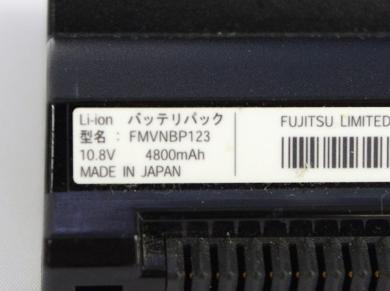 Li-ion バッテリパック
型名 : FMVNBP123
10.8V 4800mAh
MADE IN JAPAN
FUJITSU LIMITED